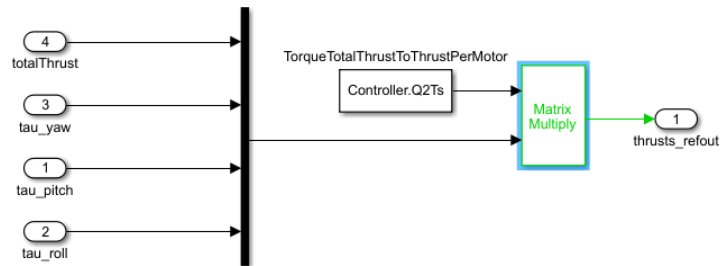 4
totalThrust
3
tau_yaw
1
tau_pitch
2
tau_roll
TorqueTotalThrustToThrustPerMotor
Controller.Q2Ts
Matrix
Multiply
1
thrusts_refout